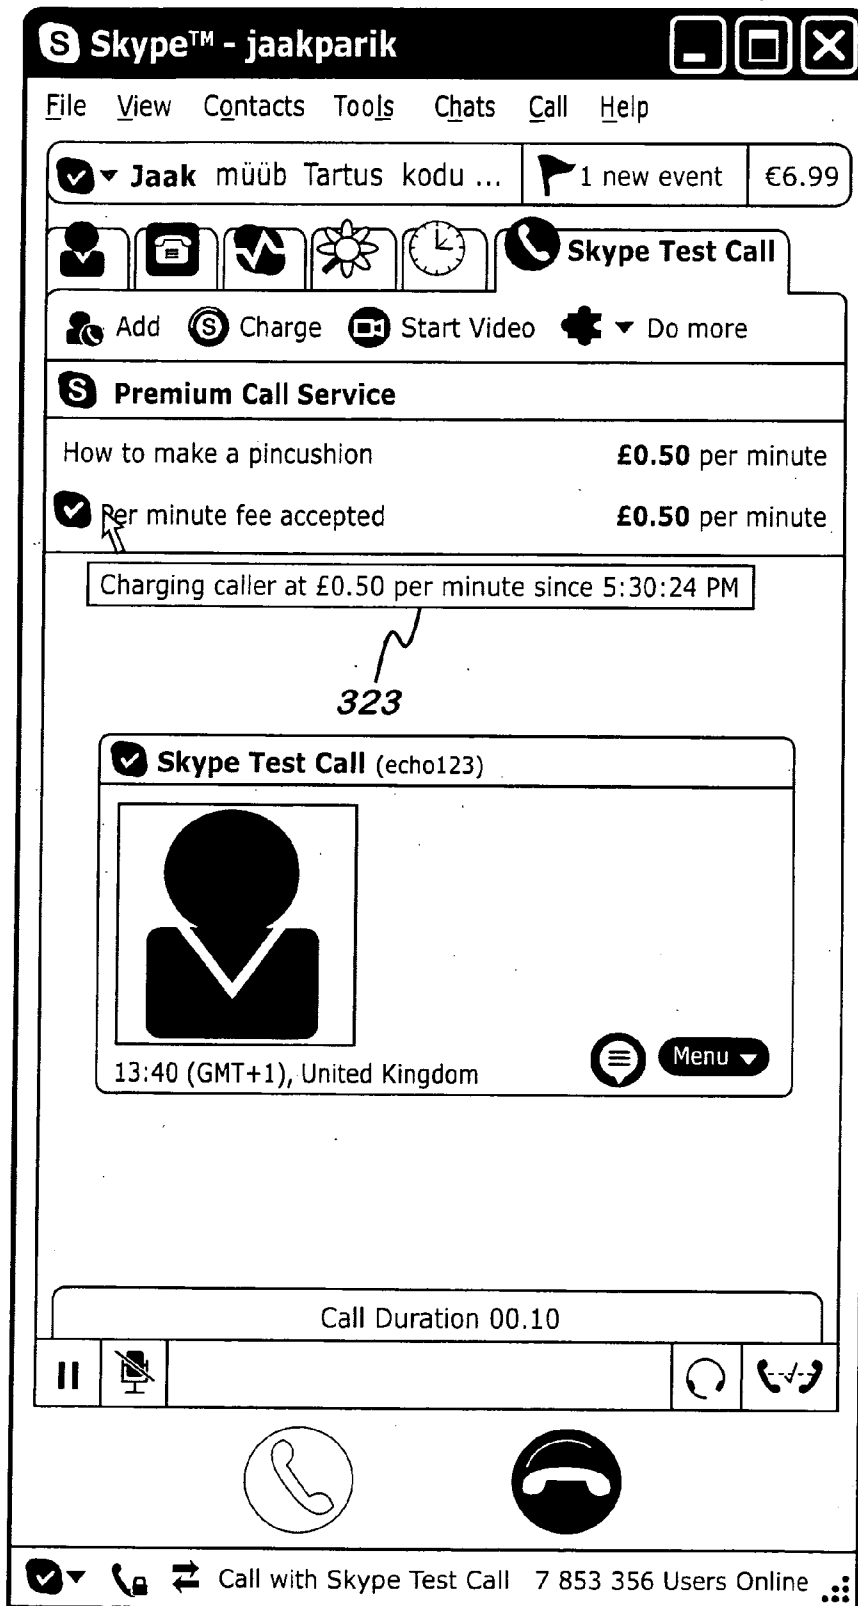 S Skype™ - jaakparik
File View Contacts Tools Chats Call Help
Jaak müüb Tartus kodu ... 1 new event €6.99
Skype Test Call
Add S Charge Start Video Do more
S Premium Call Service
How to make a pincushion £0.50 per minute
Per minute fee accepted £0.50 per minute
Charging caller at £0.50 per minute since 5:30:24 PM
323
Skype Test Call (echo123)
13:40 (GMT+1), United Kingdom Menu
Call Duration 00.10
Call with Skype Test Call 7 853 356 Users Online